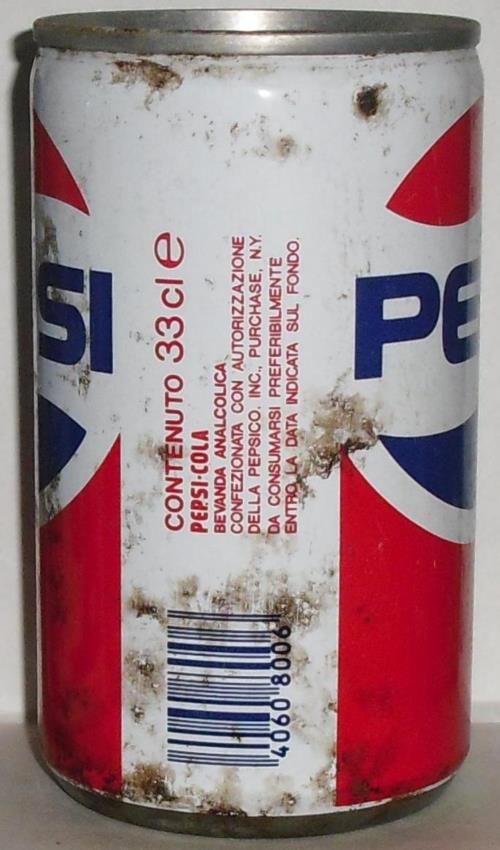 SI
PE
CONTENUTO 33 cl e
PEPSI·COLA
BEVANDA ANALCOLICA
CONFEZIONATA CON AUTORIZZAZIONE
DELLA PEPSICO. INC., PURCHASE, N.Y.
DA CONSUMARSI PREFERIBILMENTE
ENTRO LA DATA INDICATA SUL FONDO.
4060 8006